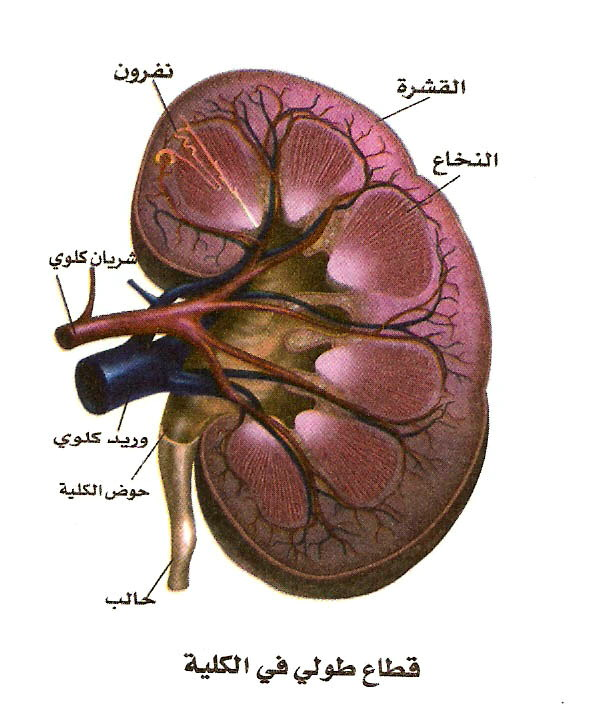 نفرون
القشرة
النخاع
شريان كلوي
وريد كلوي
حوض الكلية
حالب
قطاع طولي في الكلية